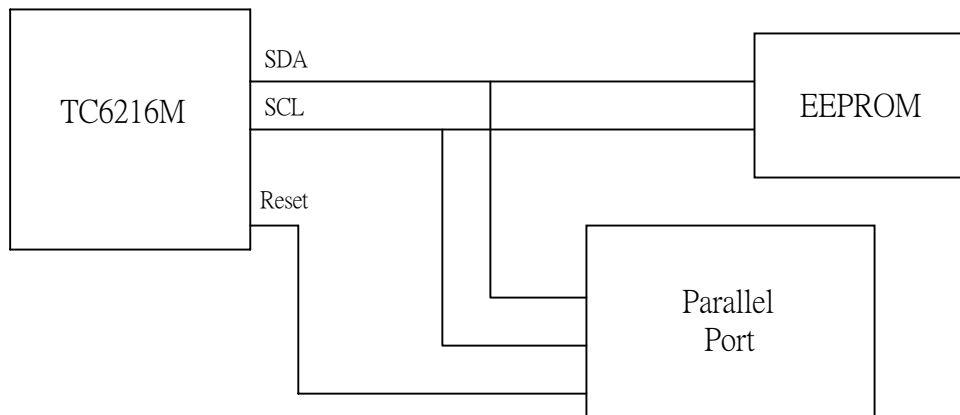 SDA
TC6216M
SCL
EEPROM
Reset
Parallel
Port